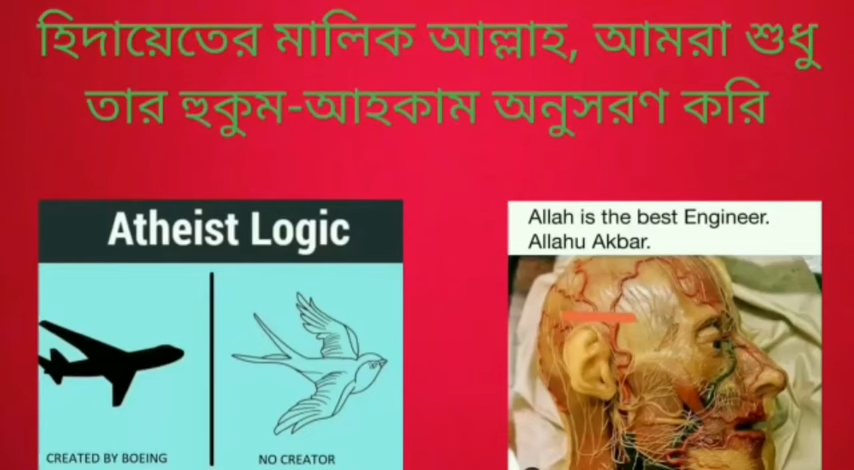 হিদায়েতের মালিক আল্লাহ, আমরা শুধু
তার হুকুম-আহকাম অনুসরণ করি
Atheist Logic
CREATED BY BOEING
NO CREATOR
Allah is the best Engineer.
Allahu Akbar.